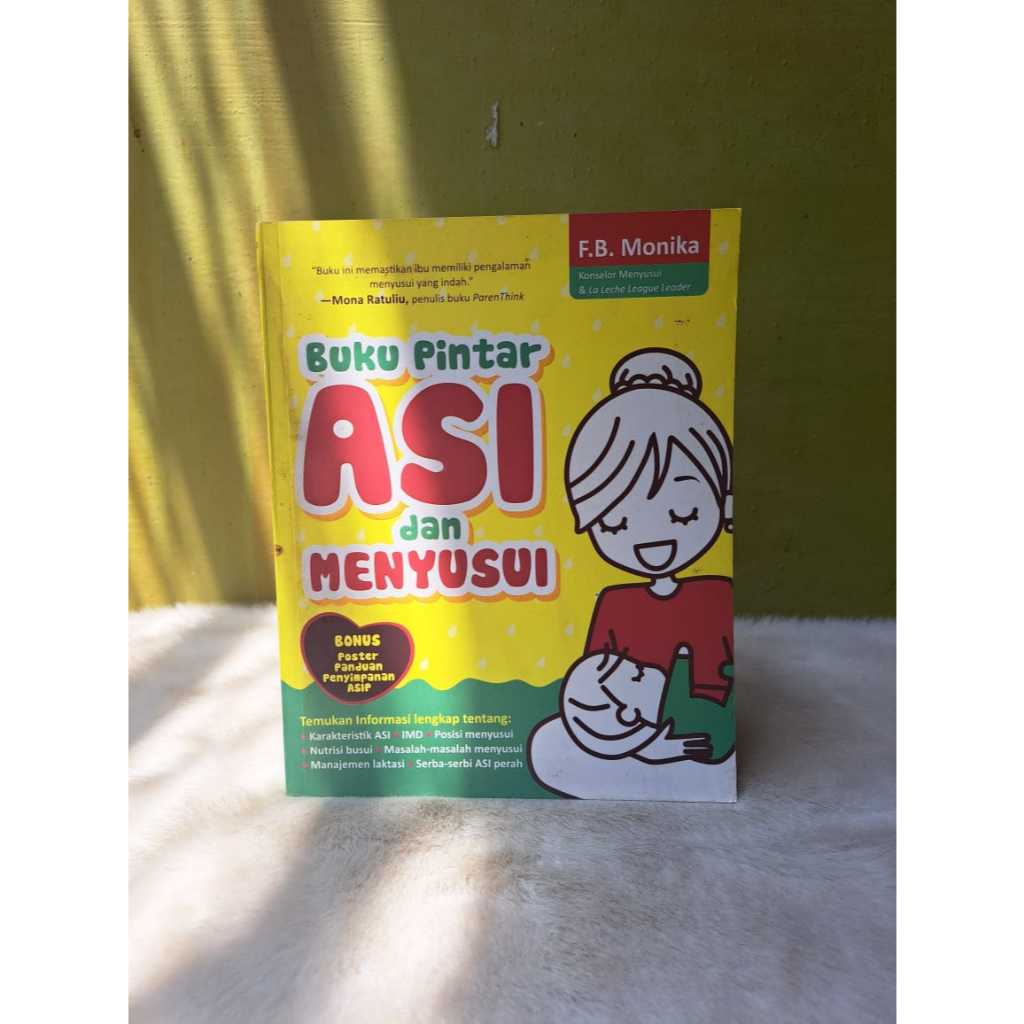 F.B. Monika
Konselor Menyusui
& La Leche League Leader
"Buku ini memastikan ibu memiliki pengalaman
menyusui yang indah."
—Mona Ratuliu, penulis buku ParenThink
Buku Pintar
ASI
dan
MENYUSUI
BONUS
Poster
Panduan
Penyimpanan
ASIP
Temukan Informasi lengkap tentang:
• Karakteristik ASI • IMD • Posisi menyusui
• Nutrisi busui • Masalah-masalah menyusui
• Manajemen laktasi • Serba-serbi ASI perah